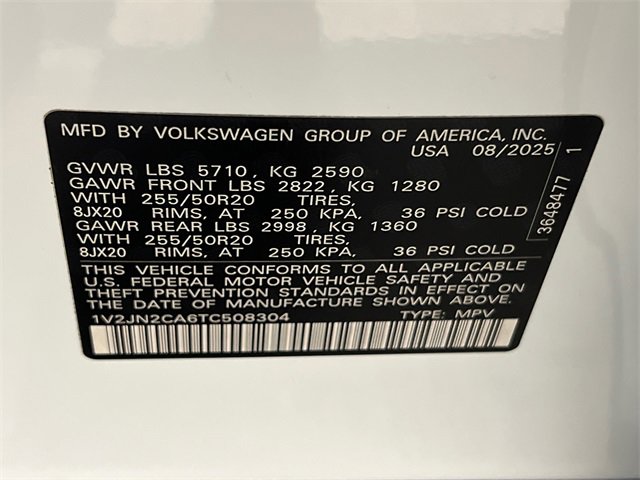 MFD BY VOLKSWAGEN GROUP OF AMERICA, INC.
USA 08/2025
GVWR LBS 5710, KG 2590
GAWR FRONT LBS 2822, KG 1280
WITH 255/50R20 TIRES,
8JX20 RIMS, AT 250 KPA, 36 PSI COLD
GAWR REAR LBS 2998, KG 1360
WITH 255/50R20 TIRES,
8JX20 RIMS, AT 250 KPA, 36 PSI COLD
THIS VEHICLE CONFORMS TO ALL APPLICABLE
U.S. FEDERAL MOTOR VEHICLE SAFETY AND
THEFT PREVENTION STANDARDS IN EFFECT ON
THE DATE OF MANUFACTURE SHOWN ABOVE.
1V2JN2CA6TC508304 TYPE: MPV
3648477 1